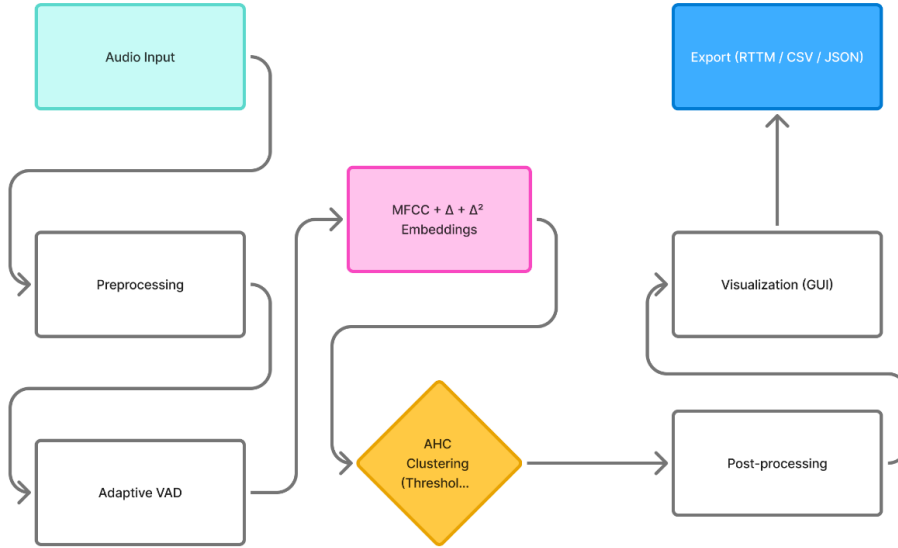 Audio Input
Export (RTTM / CSV / JSON)
MFCC + Δ + Δ²
Embeddings
Preprocessing
Visualization (GUI)
AHC
Clustering
(Threshol...
Adaptive VAD
Post-processing